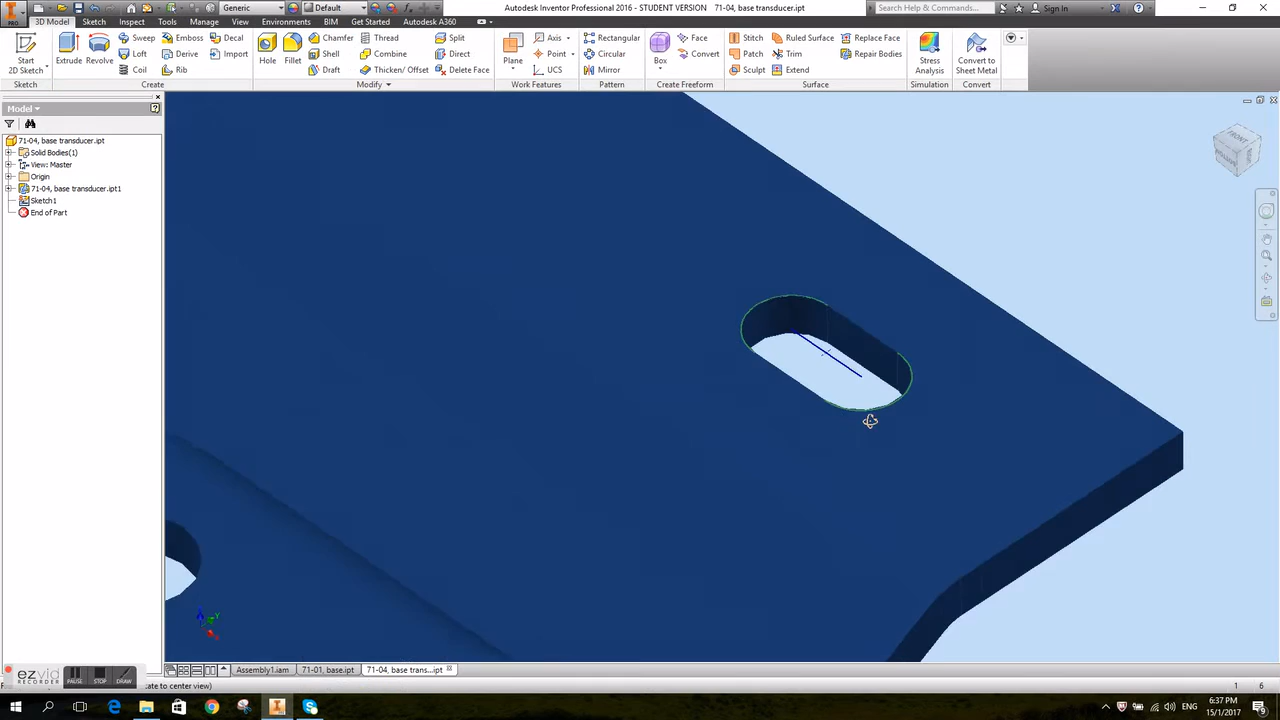 Generic
Default
Autodesk Inventor Professional 2016 - STUDENT VERSION 71-04, base transducer.ipt
Search Help & Commands...
Sign In
PRO
3D Model Sketch Inspect Tools Manage View Environments BIM Get Started Autodesk A360
Start
2D Sketch
Sketch
Extrude Revolve
Sweep Emboss Decal
Loft Derive Import
Coil Rib
Create
Hole Fillet
Chamfer Thread Split
Shell Combine Direct
Draft Thicken/ Offset Delete Face
Modify
Plane
Axis
Point
UCS
Work Features
Rectangular
Circular
Mirror
Pattern
Box
Face
Convert
Create Freeform
Stitch Ruled Surface Replace Face
Patch Trim Repair Bodies
Sculpt Extend
Surface
Stress
Analysis
Simulation
Convert to
Sheet Metal
Convert
Model
71-04, base transducer.ipt
Solid Bodies(1)
View: Master
Origin
71-04, base transducer.ipt1
Sketch1
End of Part
FRONT
Assembly1.iam 71-01, base.ipt 71-04, base trans...ipt
ezvid
RECORDER
PAUSE STOP DRAW
tate to center view)
1 6
ENG
6:37 PM
15/1/2017